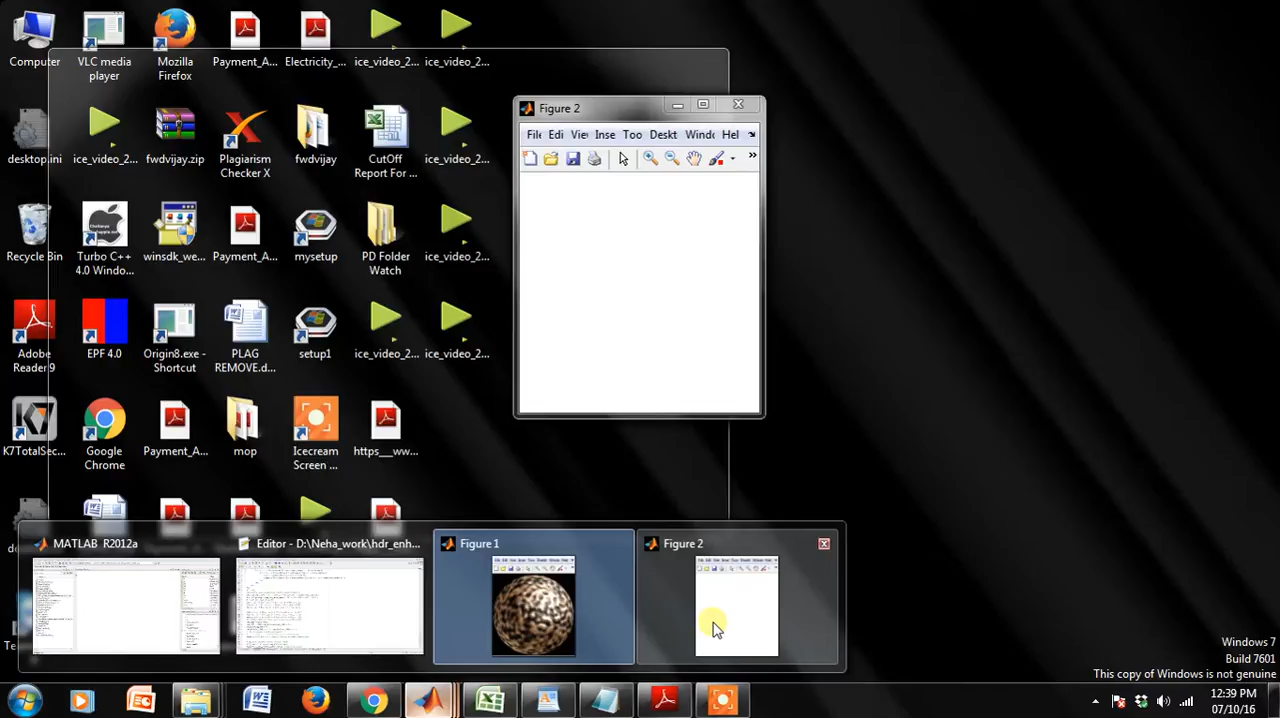 Computer
VLC media
player
Mozilla
Firefox
Payment_A...
Electricity_...
ice_video_2...
ice_video_2...
desktop.ini
ice_video_2...
fwdvijay.zip
Plagiarism
Checker X
fwdvijay
CutOff
Report For ...
ice_video_2...
Recycle Bin
Turbo C++
4.0 Windo...
winsdk_we...
Payment_A...
mysetup
PD Folder
Watch
ice_video_2...
Adobe
Reader 9
EPF 4.0
Origin8.exe -
Shortcut
PLAG
REMOVE.d...
setup1
ice_video_2...
ice_video_2...
K7TotalSec...
Google
Chrome
Payment_A...
mop
Icecream
Screen ...
https___ww...
Figure 2
File Edi Viev Inse Too Deskt Windc Hel
MATLAB R2012a
Editor - D:\Neha_work\hdr_enh...
Figure 1
Figure 2
Windows 7
Build 7601
This copy of Windows is not genuine
12:39 PM
07/10/16